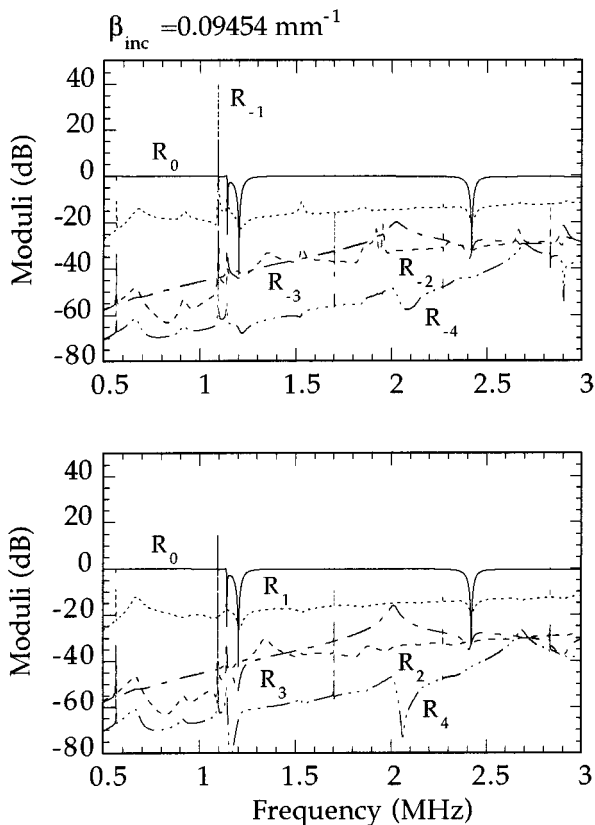 β_inc =0.09454 mm⁻¹
40
20
0
-20
-40
-60
-80
Moduli (dB)
R_-1
R_0
R_-3
R_-2
R_-4
0.5 1 1.5 2 2.5 3
40
20
0
-20
-40
-60
-80
Moduli (dB)
R_0
R_1
R_3
R_2
R_4
0.5 1 1.5 2 2.5 3
Frequency (MHz)